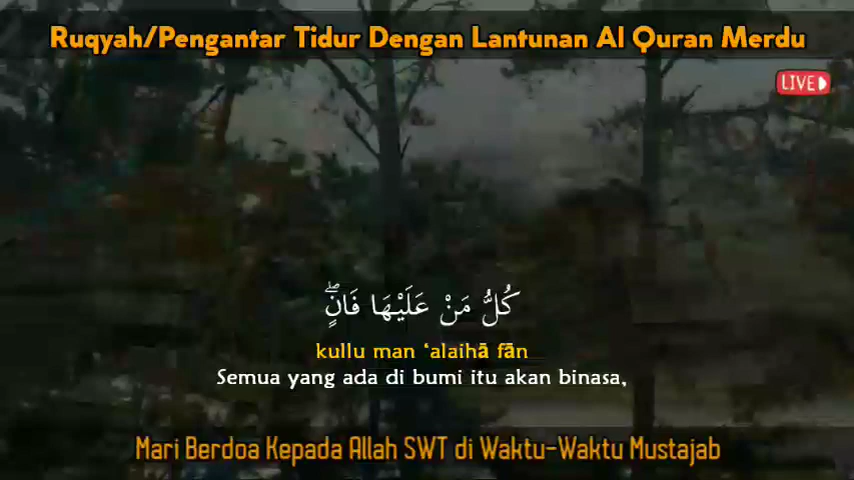 Ruqyah/Pengantar Tidur Dengan Lantunan Al Quran Merdu
LIVE
كُلُّ مَنْ عَلَيْهَا فَانٍۖ
kullu man ‘alaihā fān
Semua yang ada di bumi itu akan binasa,
Mari Berdoa Kepada Allah SWT di Waktu-Waktu Mustajab